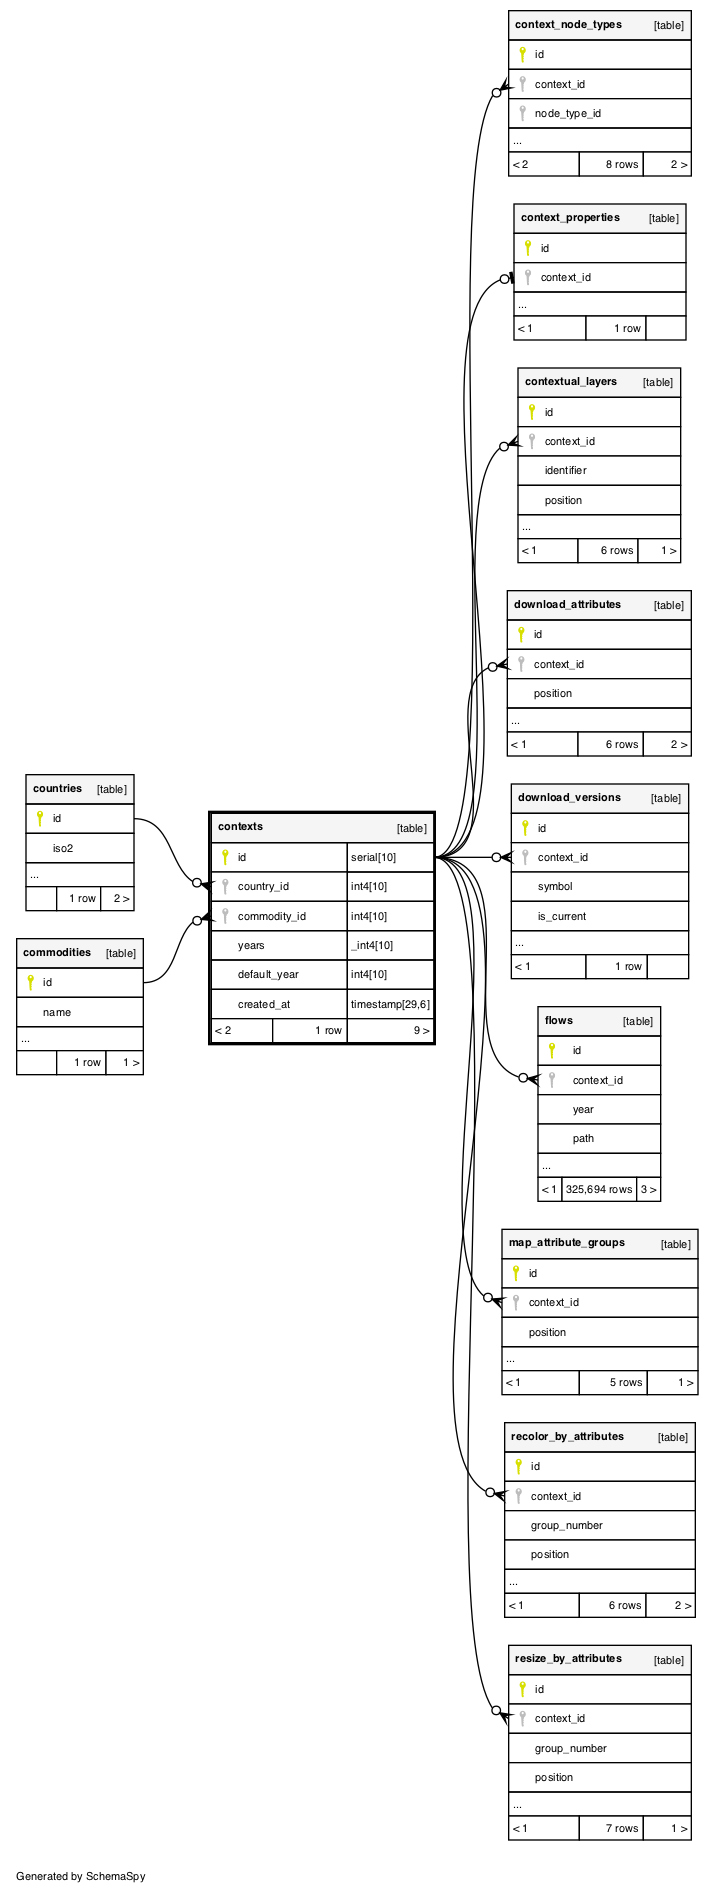 context_node_types [table]
id
context_id
node_type_id
...
< 2 8 rows 2 >
context_properties [table]
id
context_id
...
< 1 1 row
contextual_layers [table]
id
context_id
identifier
position
...
< 1 6 rows 1 >
download_attributes [table]
id
context_id
position
...
< 1 6 rows 2 >
countries [table]
id
iso2
...
1 row 2 >
commodities [table]
id
name
...
1 row 1 >
contexts [table]
id serial[10]
country_id int4[10]
commodity_id int4[10]
years _int4[10]
default_year int4[10]
created_at timestamp[29,6]
< 2 1 row 9 >
download_versions [table]
id
context_id
symbol
is_current
...
< 1 1 row
flows [table]
id
context_id
year
path
...
< 1 325,694 rows 3 >
map_attribute_groups [table]
id
context_id
position
...
< 1 5 rows 1 >
recolor_by_attributes [table]
id
context_id
group_number
position
...
< 1 6 rows 2 >
resize_by_attributes [table]
id
context_id
group_number
position
...
< 1 7 rows 1 >
Generated by SchemaSpy